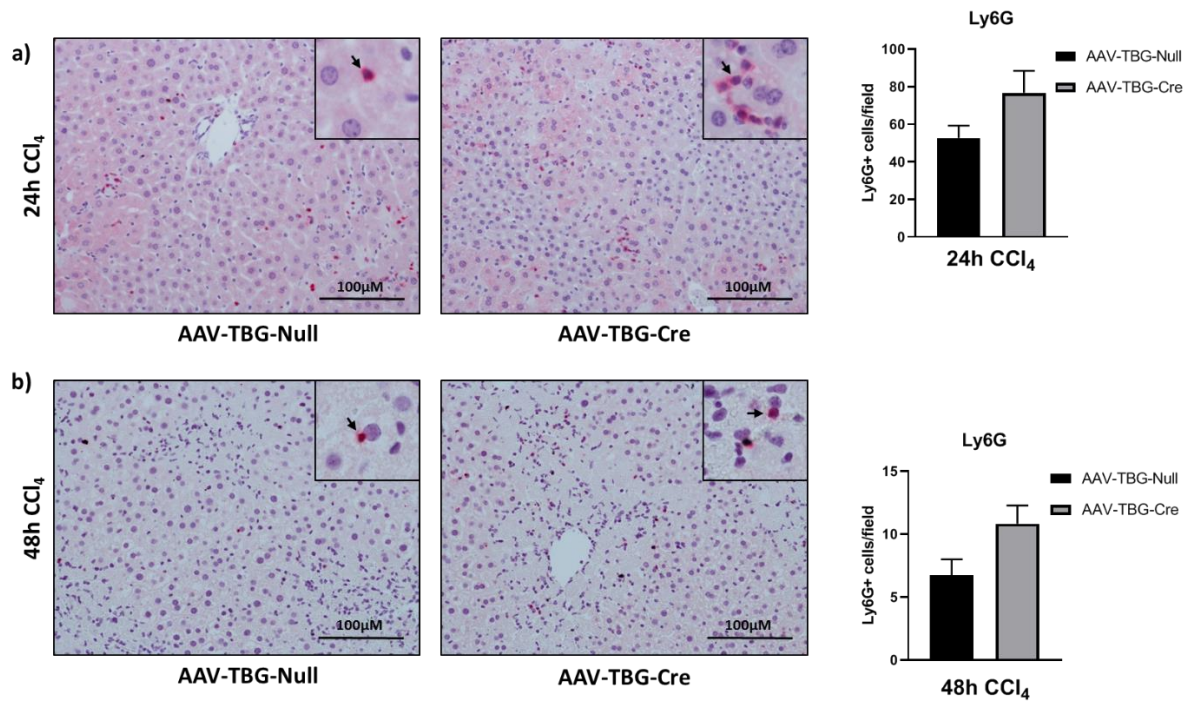 a)
24h CCl₄
100μM
AAV-TBG-Null
100μM
AAV-TBG-Cre
Ly6G
Ly6G+ cells/field
100
80
60
40
20
0
AAV-TBG-Null
AAV-TBG-Cre
24h CCl₄
b)
48h CCl₄
100μM
AAV-TBG-Null
100μM
AAV-TBG-Cre
Ly6G
Ly6G+ cells/field
15
10
5
0
AAV-TBG-Null
AAV-TBG-Cre
48h CCl₄